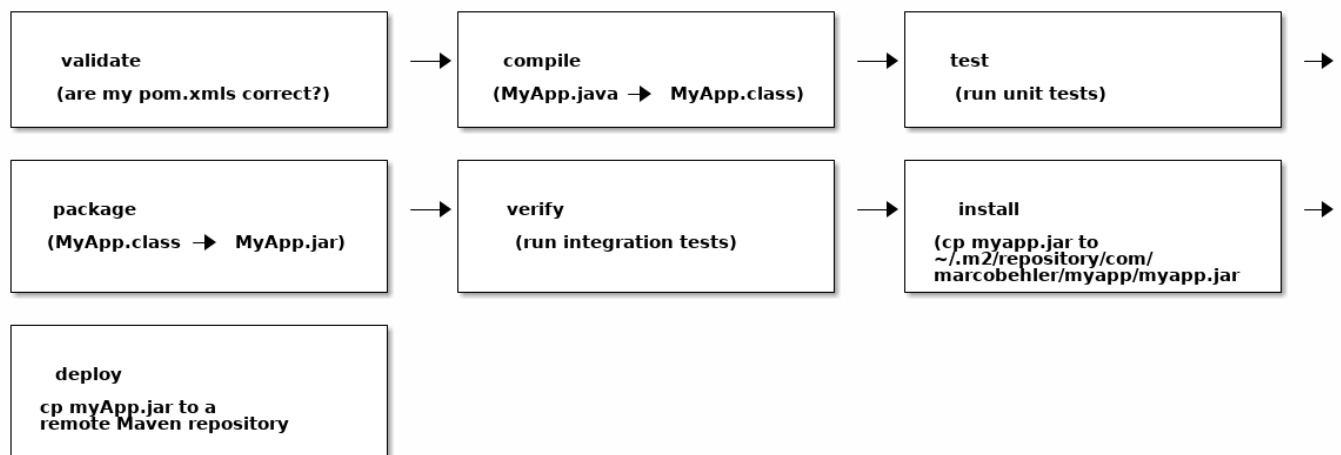 validate
(are my pom.xmls correct?)
compile
(MyApp.java → MyApp.class)
test
(run unit tests)
package
(MyApp.class → MyApp.jar)
verify
(run integration tests)
install
(cp myapp.jar to
~/.m2/repository/com/
marcobehler/myapp/myapp.jar
deploy
cp myApp.jar to a
remote Maven repository